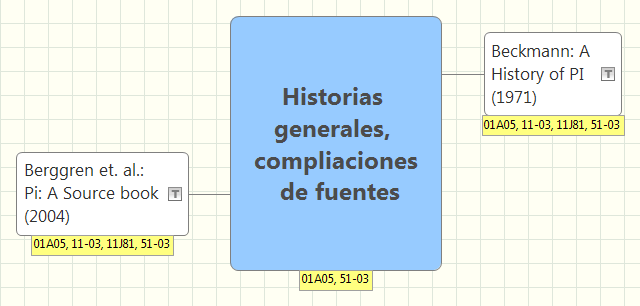 Beckmann: A
History of PI
(1971)
T
01A05, 11-03, 11J81, 51-03
Historias
generales,
compliaciones
de fuentes
01A05, 51-03
Berggren et. al.:
Pi: A Source book
(2004)
T
01A05, 11-03, 11J81, 51-03